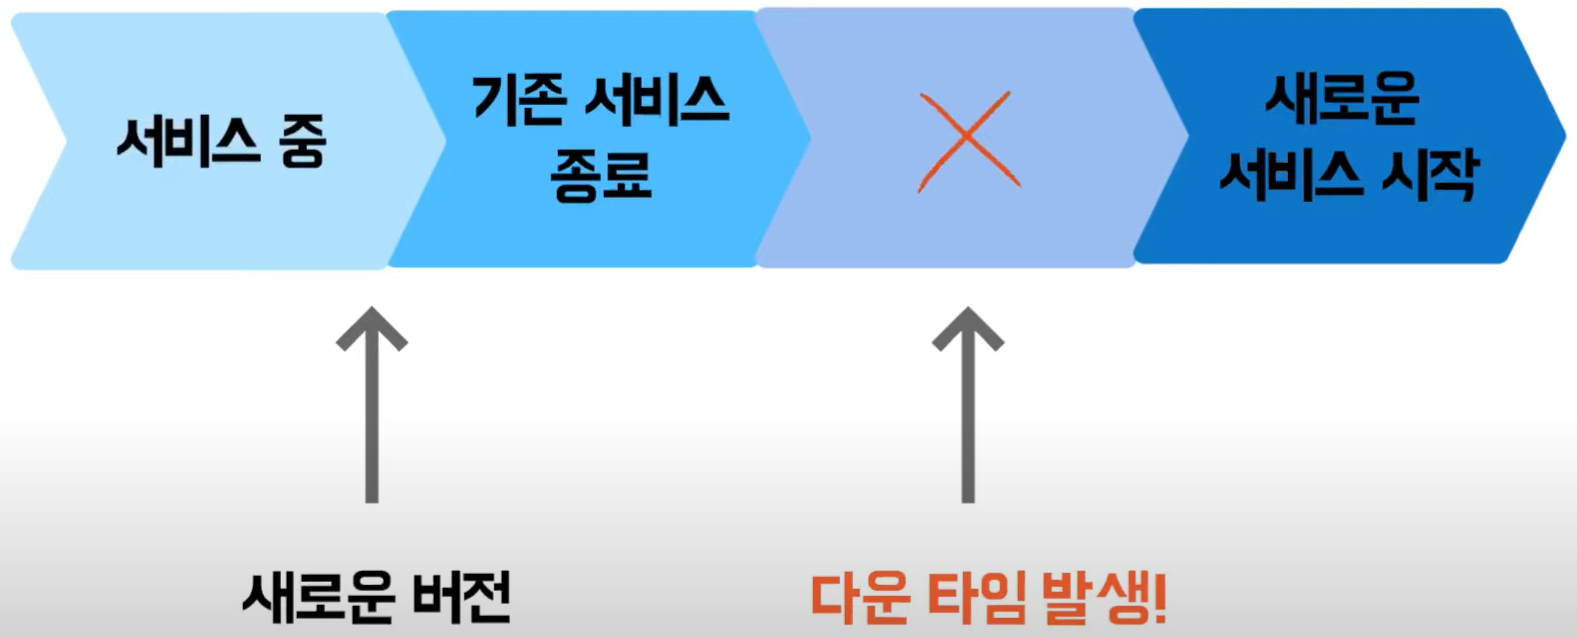 서비스 중
기존 서비스
종료
새로운
서비스 시작
새로운 버전
다운 타임 발생!